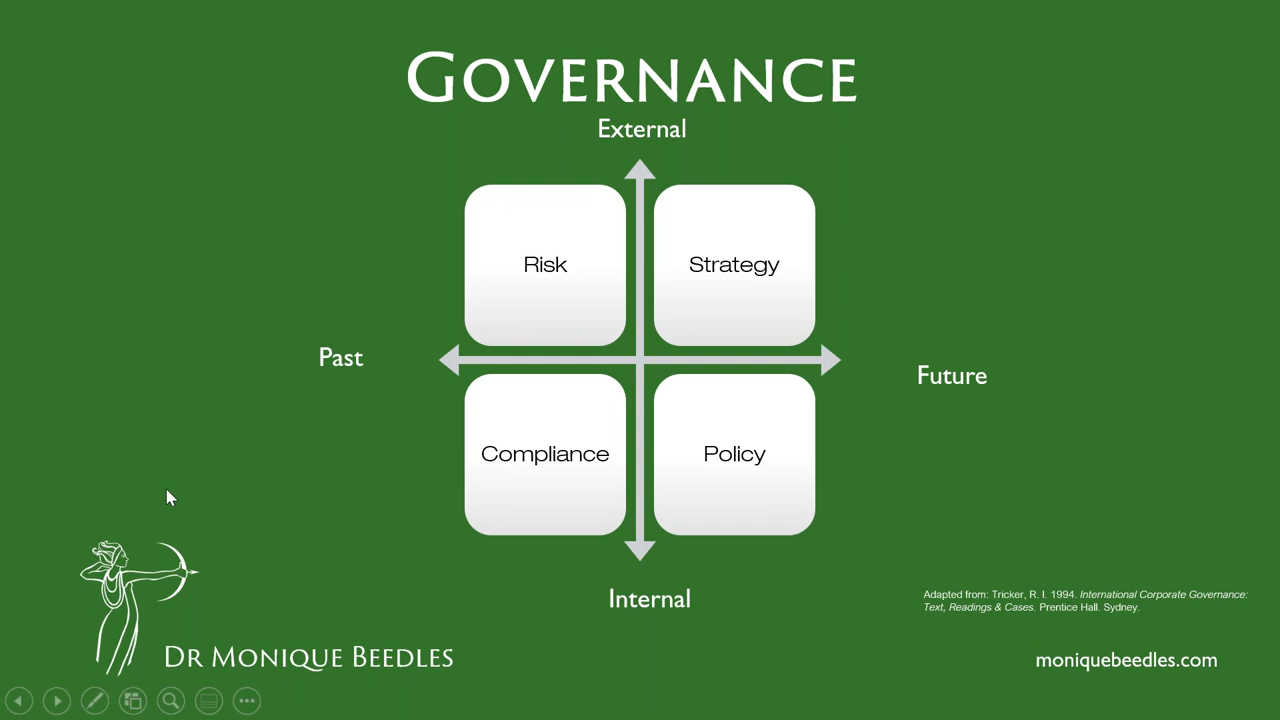 GOVERNANCE
External
Risk
Strategy
Past
Future
Compliance
Policy
Internal
Adapted from: Tricker, R. I. 1994. International Corporate Governance:
Text, Readings & Cases. Prentice Hall. Sydney.
DR MONIQUE BEEDLES
moniquebeedles.com